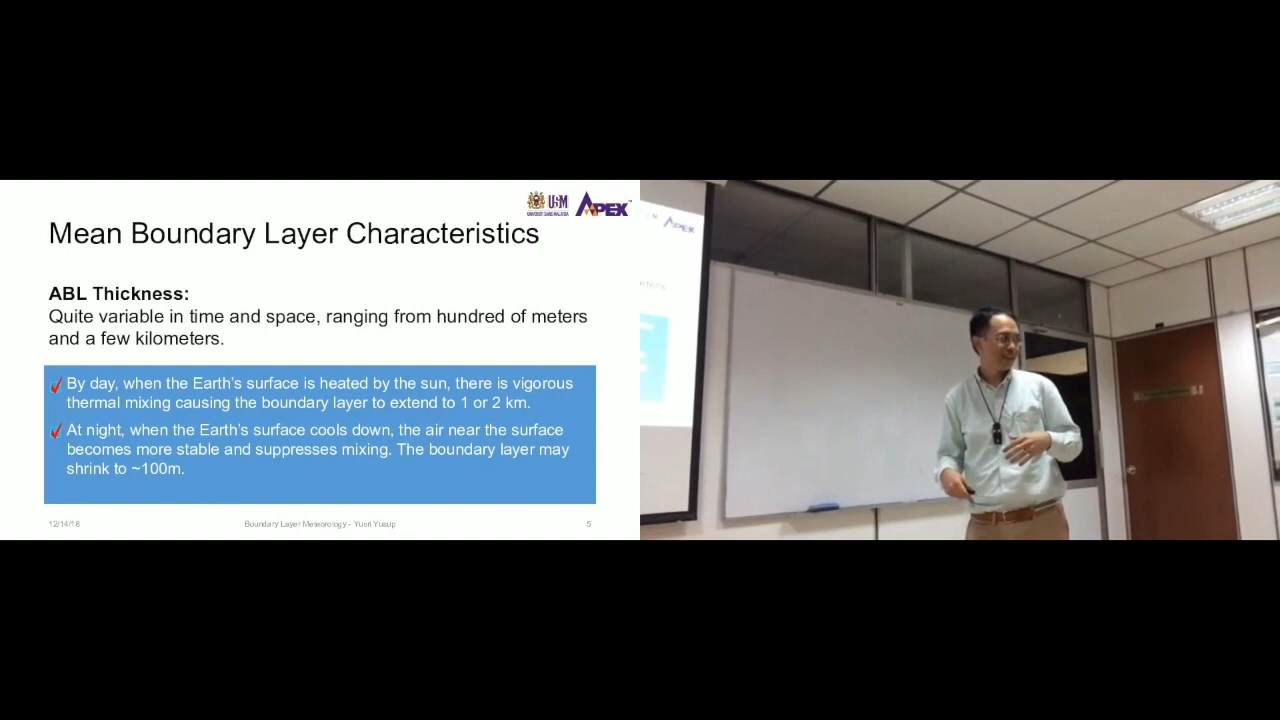 USM
UNIVERSITI SAINS MALAYSIA
APEX
Mean Boundary Layer Characteristics
ABL Thickness:
Quite variable in time and space, ranging from hundred of meters
and a few kilometers.
By day, when the Earth's surface is heated by the sun, there is vigorous
thermal mixing causing the boundary layer to extend to 1 or 2 km.
At night, when the Earth's surface cools down, the air near the surface
becomes more stable and suppresses mixing. The boundary layer may
shrink to ~100m.
12/14/18
Boundary Layer Meteorology - Yusri Yusup
5
APEX